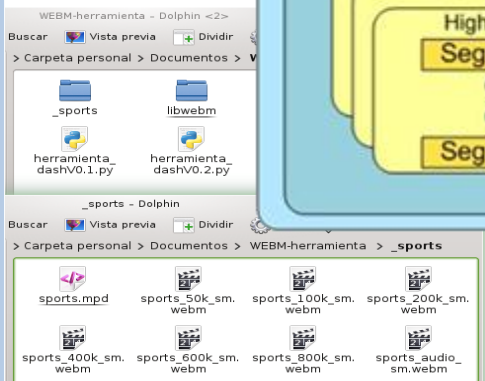 WEBM-herramienta – Dolphin <2>
Buscar Vista previa Dividir
> Carpeta personal > Documentos >
_sports libwebm
herramienta_ herramienta_
dashV0.1.py dashV0.2.py
High
Seg
Seg
_sports – Dolphin
Buscar Vista previa Dividir
> Carpeta personal > Documentos > WEBM-herramienta > _sports
sports.mpd sports_50k_sm. sports_100k_sm. sports_200k_sm.
webm webm webm
sports_400k_sm. sports_600k_sm. sports_800k_sm. sports_audio_
webm webm webm sm.webm